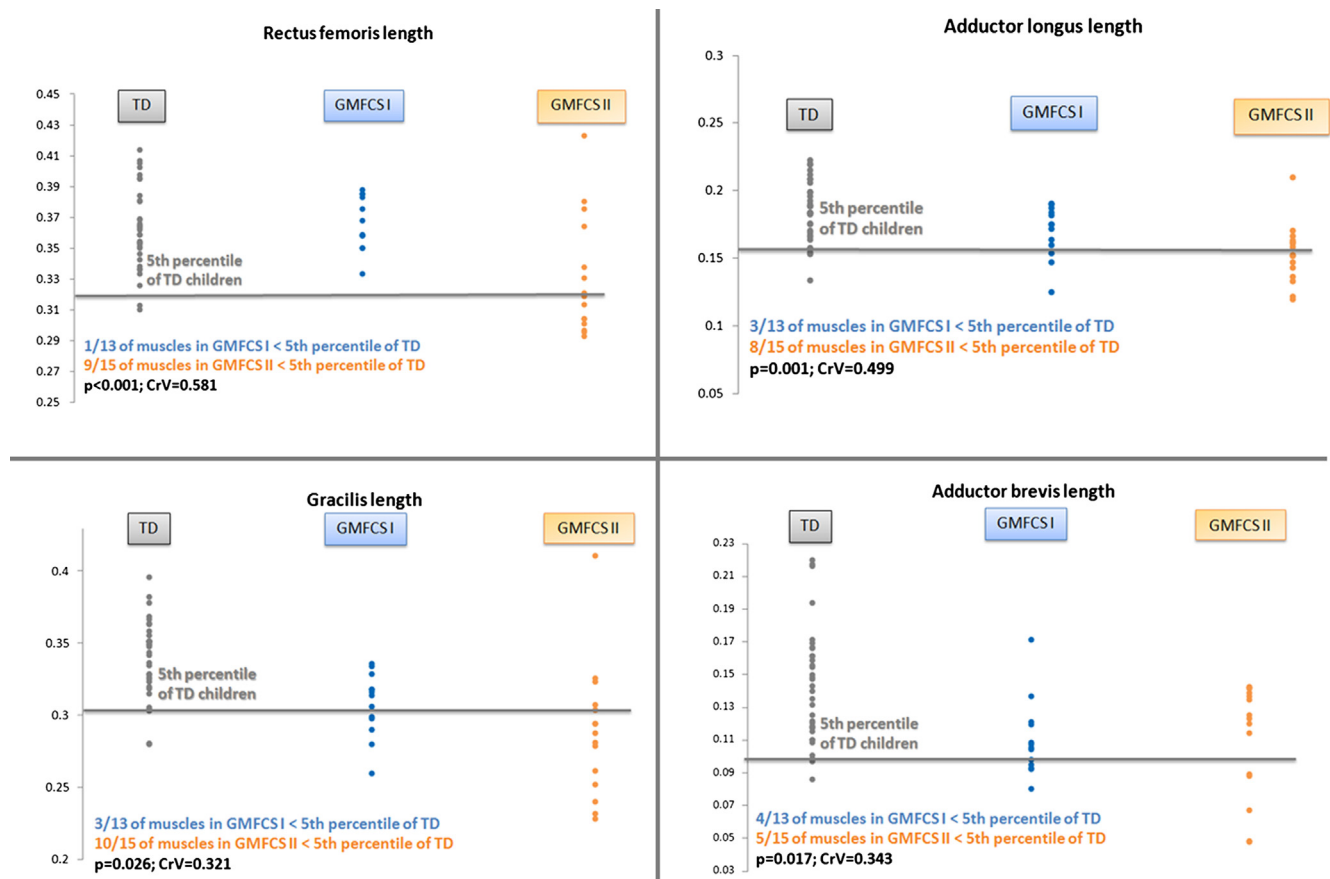 Rectus femoris length
0.45
0.43
0.41
0.39
0.37
0.35
0.33
0.31
0.29
0.27
0.25
TD
GMFCS I
GMFCS II
5th percentile
of TD children
1/13 of muscles in GMFCS I < 5th percentile of TD
9/15 of muscles in GMFCS II < 5th percentile of TD
p<0.001; CrV=0.581
Adductor longus length
0.3
0.25
0.2
0.15
0.1
0.05
TD
GMFCS I
GMFCS II
5th percentile
of TD children
3/13 of muscles in GMFCS I < 5th percentile of TD
8/15 of muscles in GMFCS II < 5th percentile of TD
p=0.001; CrV=0.499
Gracilis length
TD
GMFCS I
GMFCS II
0.4
0.35
0.3
0.25
0.2
5th percentile
of TD children
3/13 of muscles in GMFCS I < 5th percentile of TD
10/15 of muscles in GMFCS II < 5th percentile of TD
p=0.026; CrV=0.321
Adductor brevis length
TD
GMFCS I
GMFCS II
0.23
0.21
0.19
0.17
0.15
0.13
0.11
0.09
0.07
0.05
0.03
5th percentile
of TD children
4/13 of muscles in GMFCS I < 5th percentile of TD
5/15 of muscles in GMFCS II < 5th percentile of TD
p=0.017; CrV=0.343